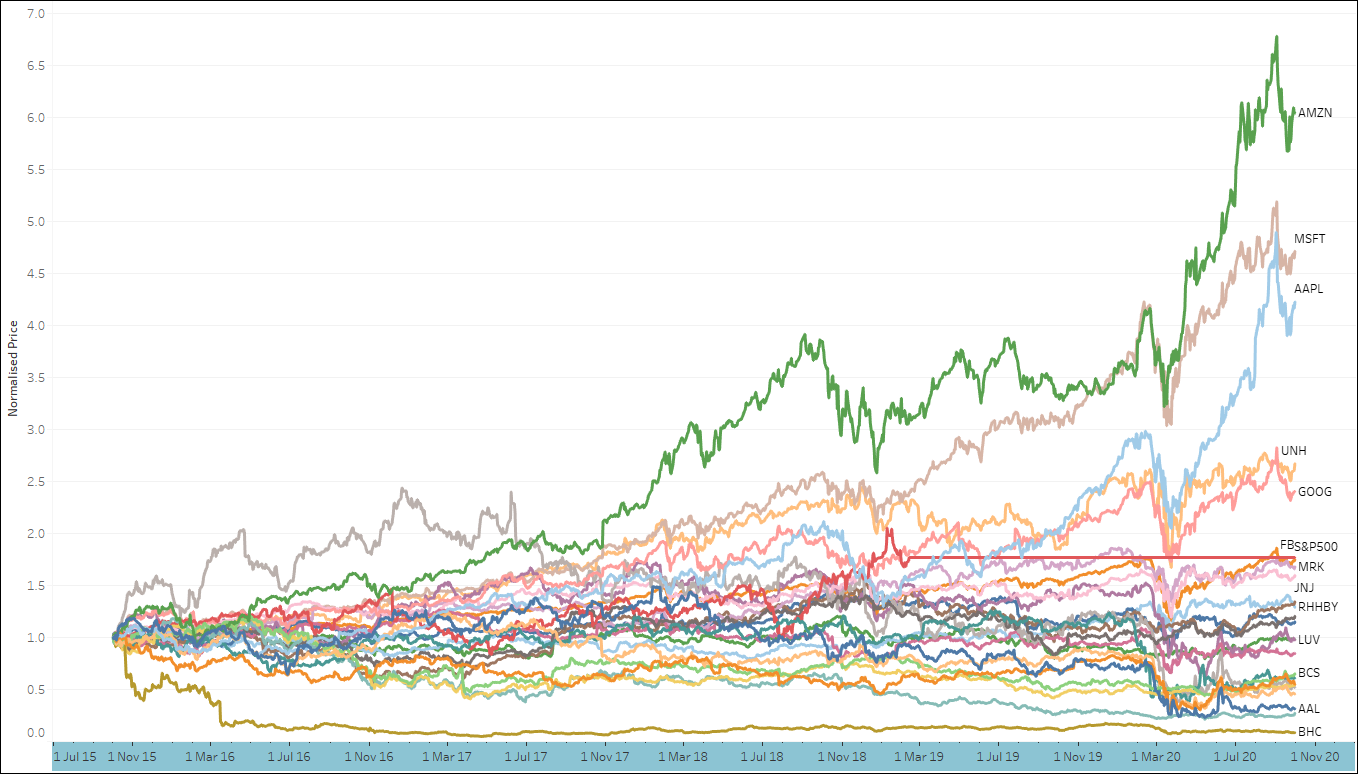 7.0
6.5
6.0
5.5
5.0
4.5
4.0
3.5
3.0
2.5
2.0
1.5
1.0
0.5
0.0
Normalised Price
AMZN
MSFT
AAPL
UNH
GOOG
FB
S&P500
MRK
JNJ
RHHBY
LUV
BCS
AAL
BHC
1 Jul 15 1 Nov 15 1 Mar 16 1 Jul 16 1 Nov 16 1 Mar 17 1 Jul 17 1 Nov 17 1 Mar 18 1 Jul 18 1 Nov 18 1 Mar 19 1 Jul 19 1 Nov 19 1 Mar 20 1 Jul 20 1 Nov 20